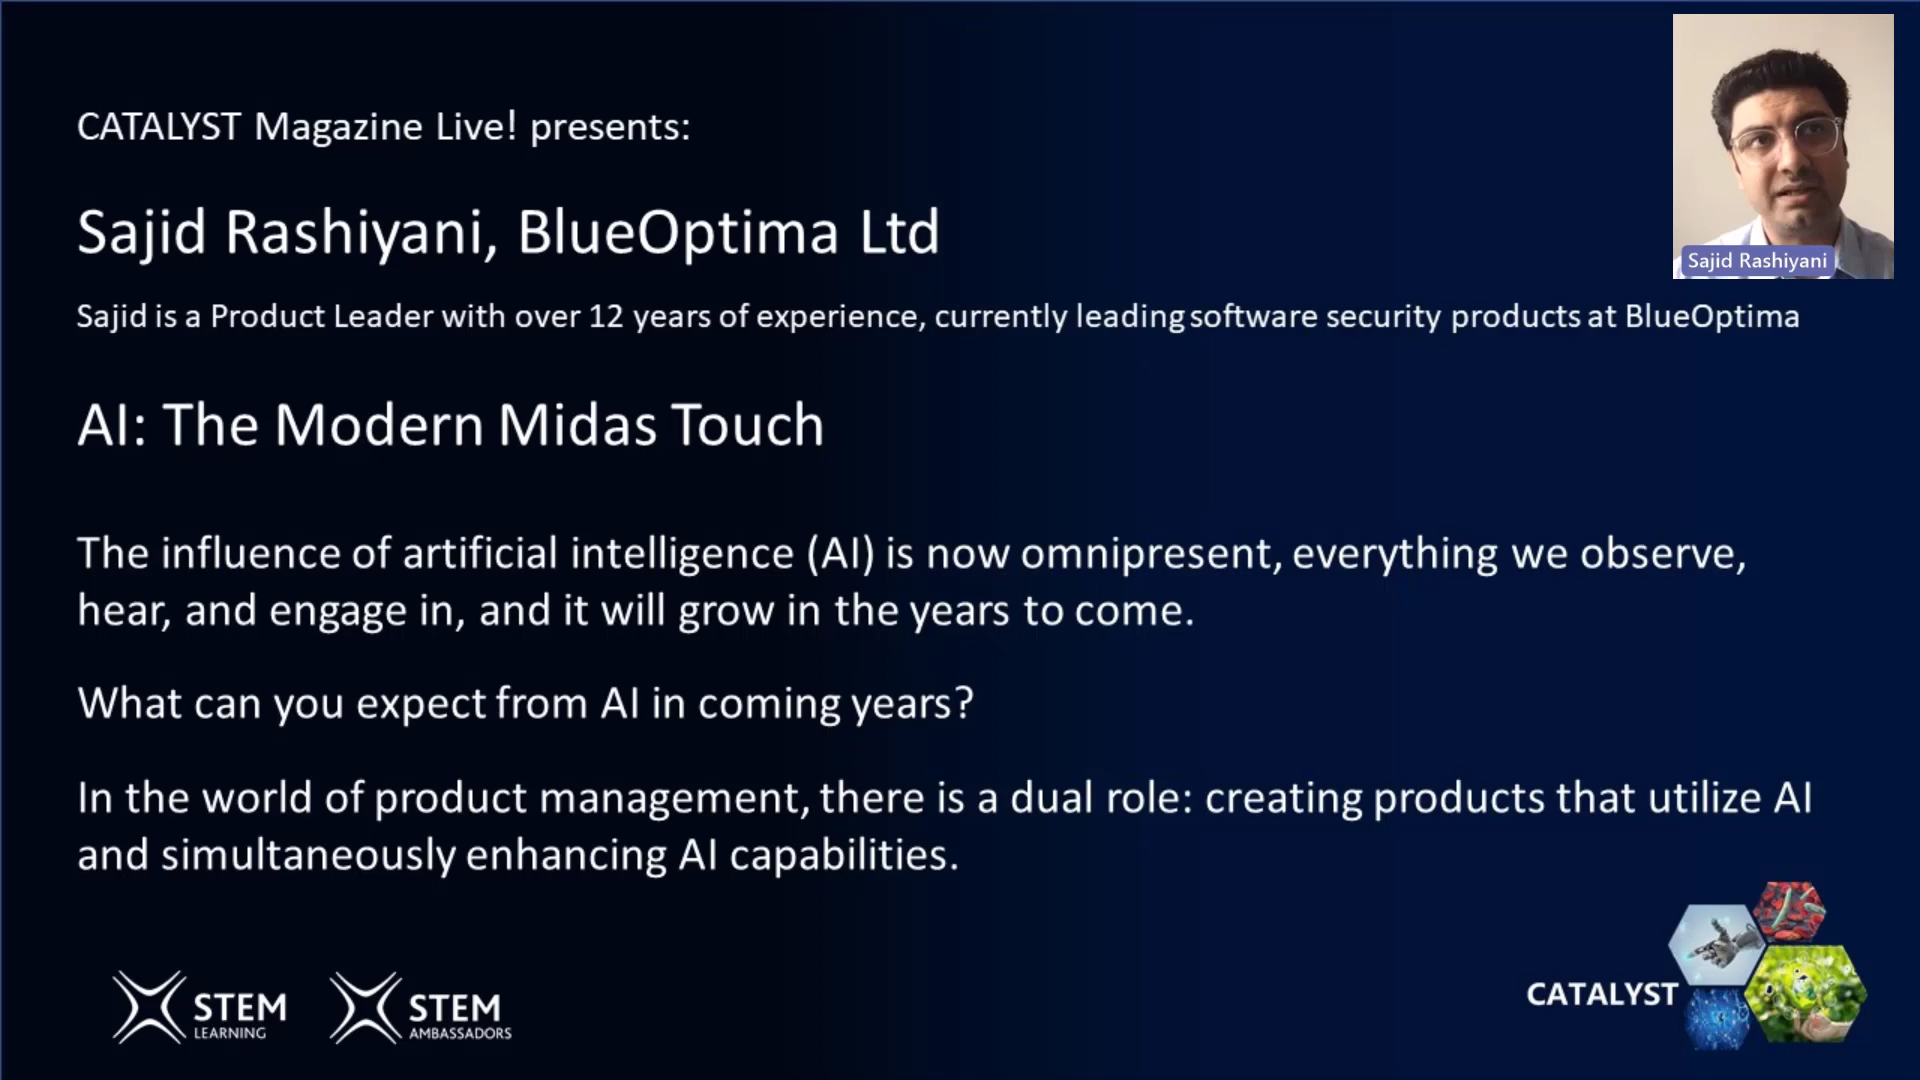 CATALYST Magazine Live! presents:
Sajid Rashiyani, BlueOptima Ltd
Sajid Rashiyani
Sajid is a Product Leader with over 12 years of experience, currently leading software security products at BlueOptima
AI: The Modern Midas Touch
The influence of artificial intelligence (AI) is now omnipresent, everything we observe,
hear, and engage in, and it will grow in the years to come.
What can you expect from AI in coming years?
In the world of product management, there is a dual role: creating products that utilize AI
and simultaneously enhancing AI capabilities.
STEM
LEARNING
STEM
AMBASSADORS
CATALYST